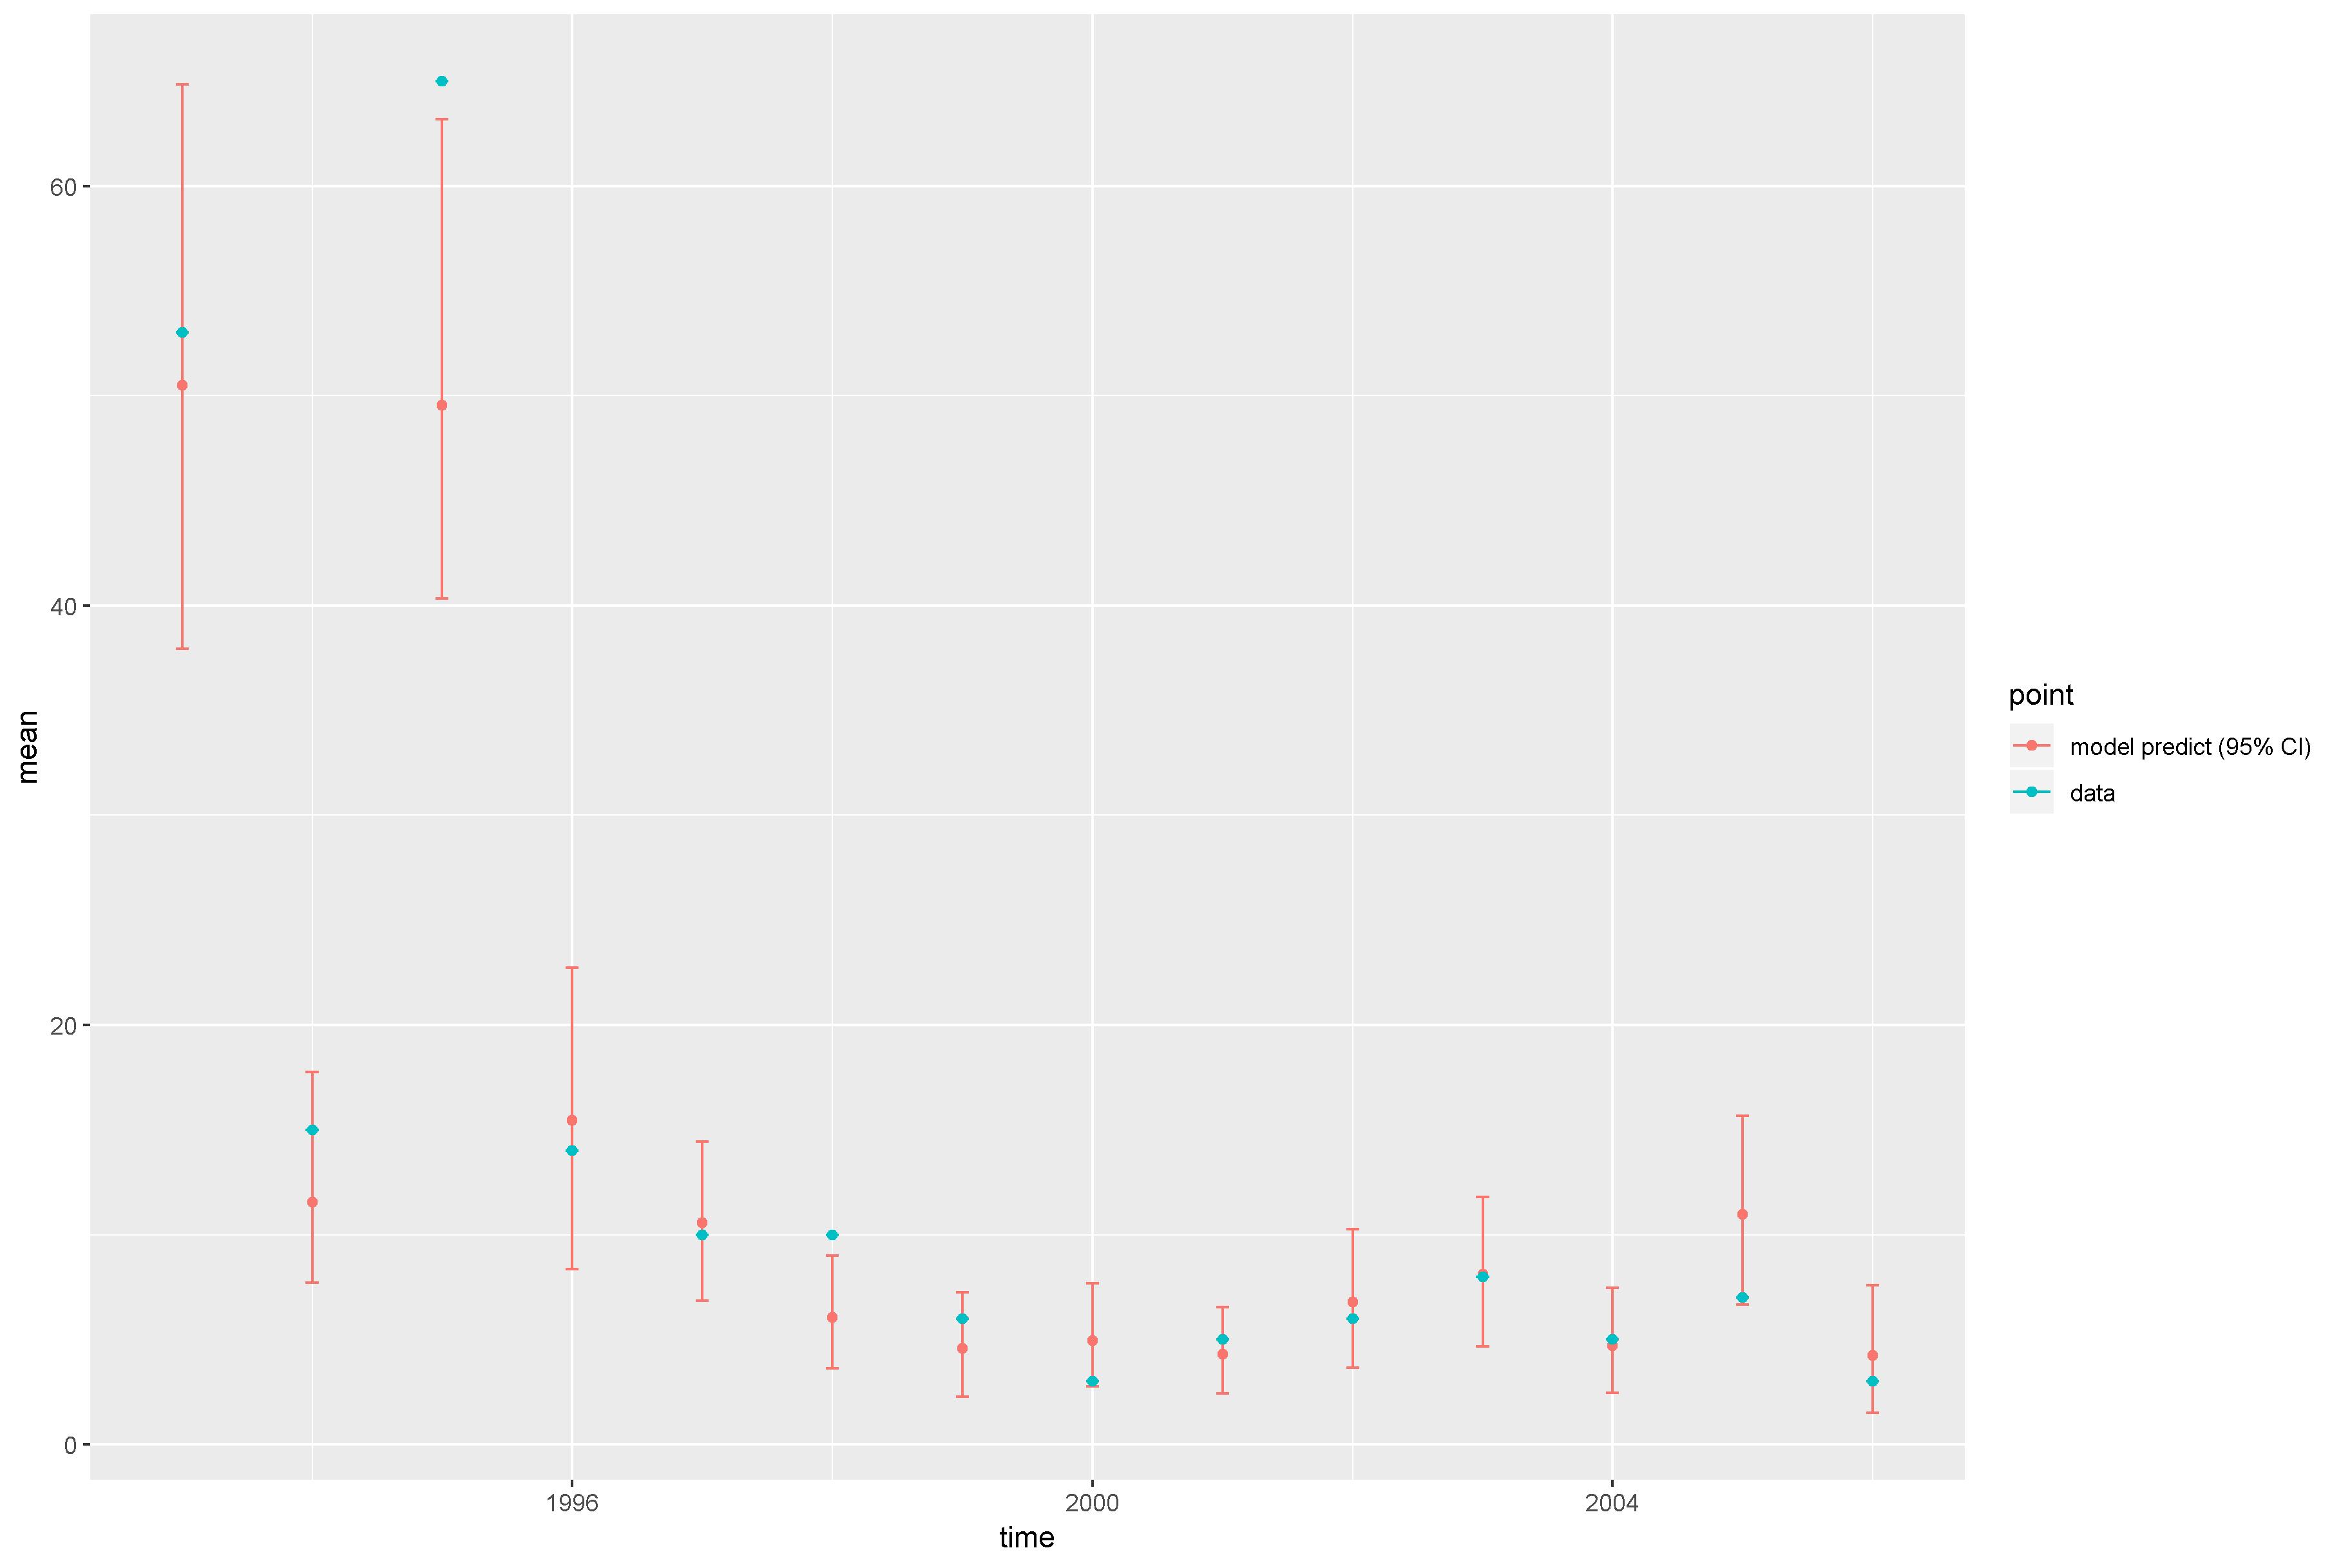 60
40
20
0
mean
1996
2000
2004
time
point
model predict (95% CI)
data